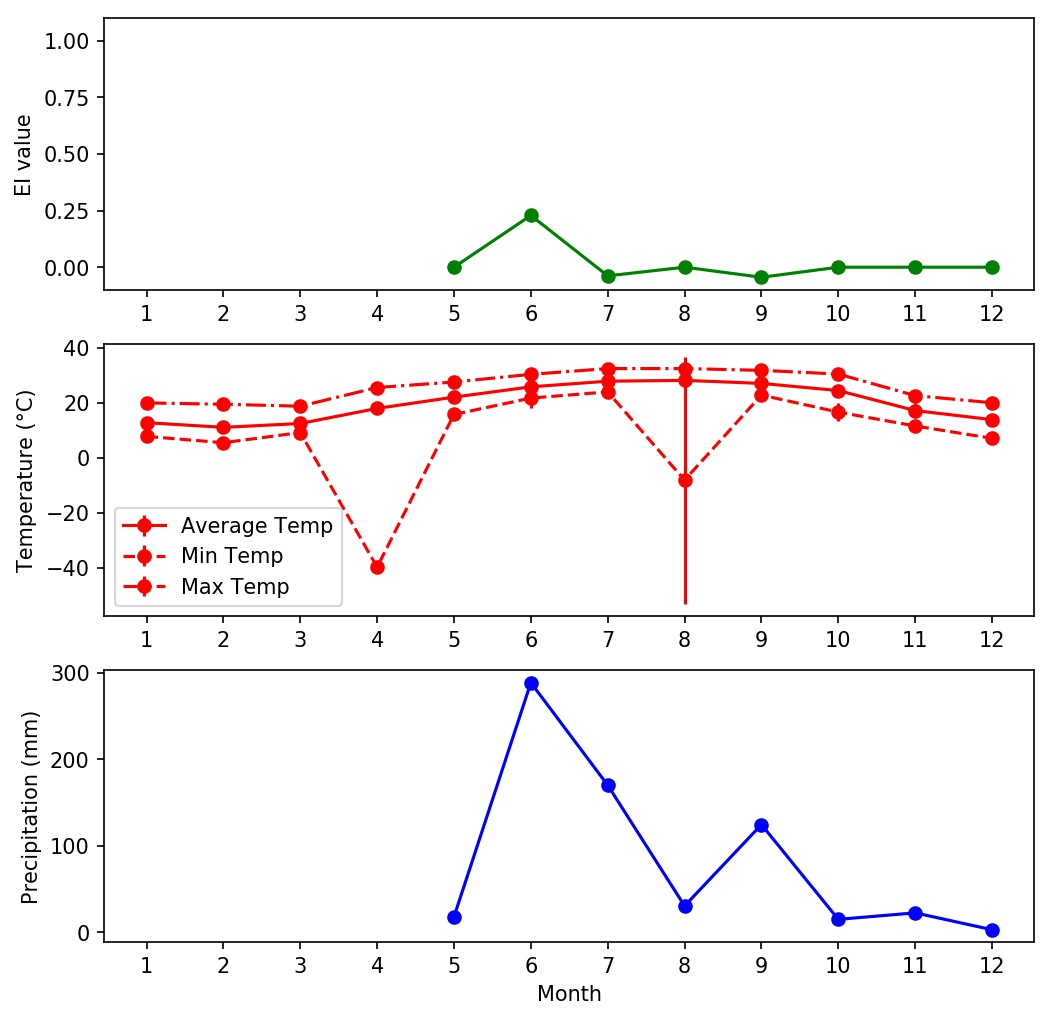 EI value
1.00
0.75
0.50
0.25
0.00
1 2 3 4 5 6 7 8 9 10 11 12
Temperature (°C)
40
20
0
−20
−40
Average Temp
Min Temp
Max Temp
1 2 3 4 5 6 7 8 9 10 11 12
Precipitation (mm)
300
200
100
0
1 2 3 4 5 6 7 8 9 10 11 12
Month